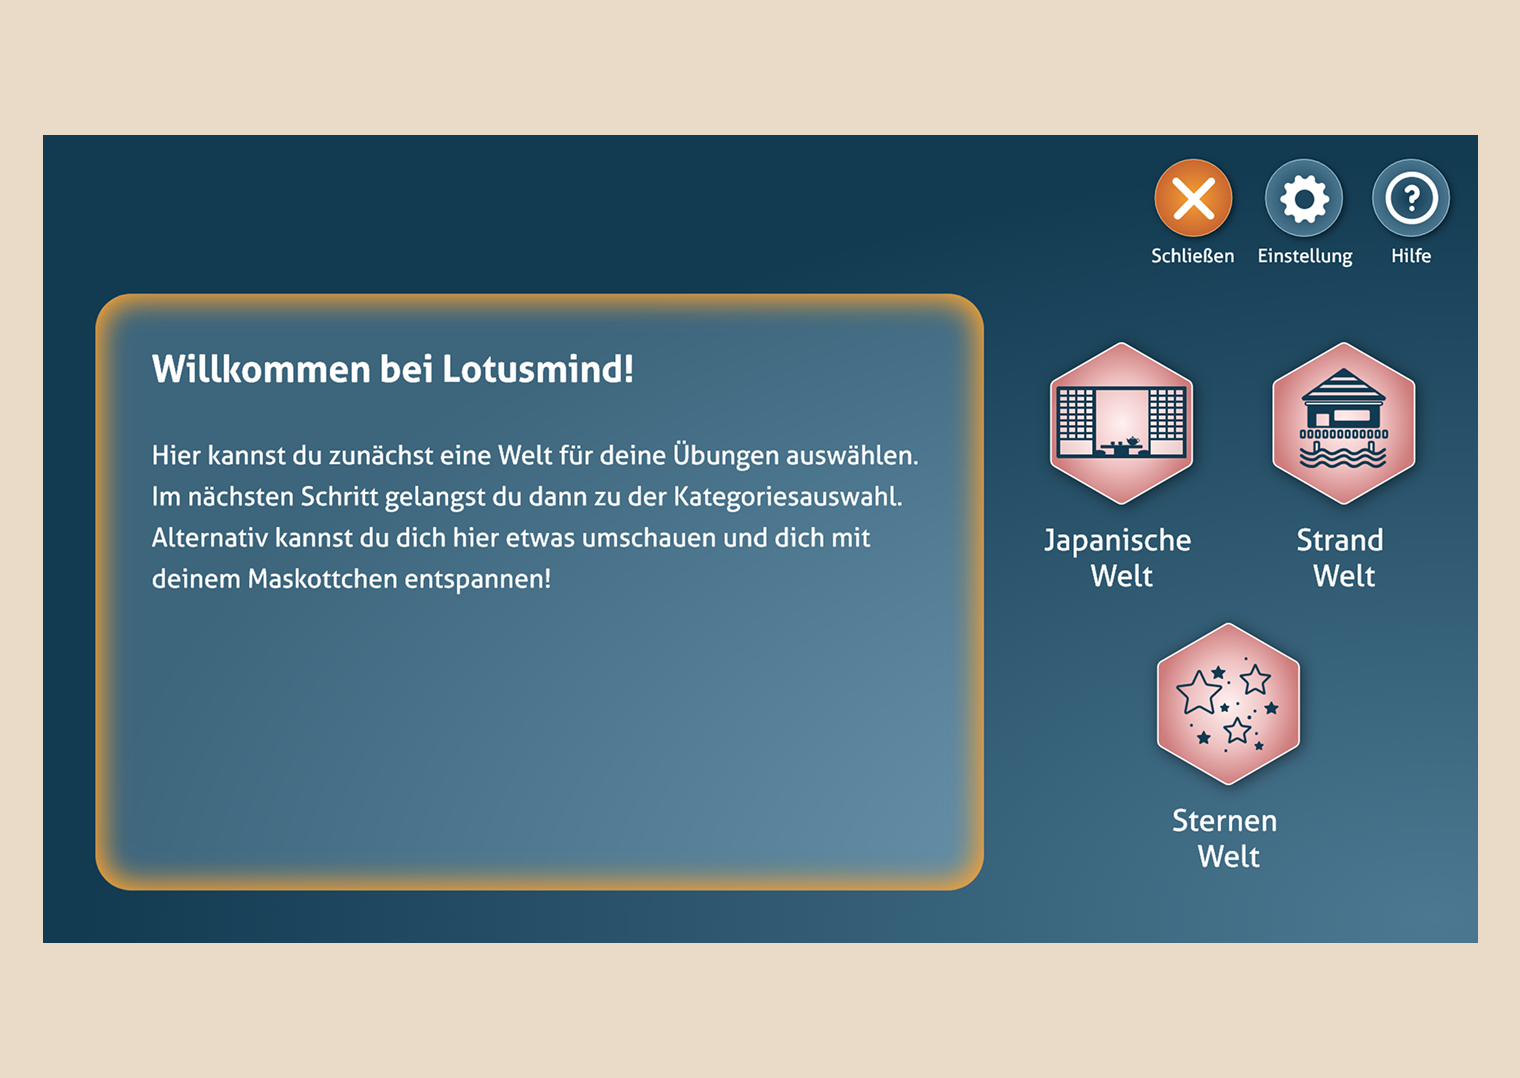 Schließen
Einstellung
Hilfe
Willkommen bei Lotusmind!
Hier kannst du zunächst eine Welt für deine Übungen auswählen.
Im nächsten Schritt gelangst du dann zu der Kategoriesauswahl.
Alternativ kannst du dich hier etwas umschauen und dich mit
deinem Maskottchen entspannen!
Japanische
Welt
Strand
Welt
Sternen
Welt